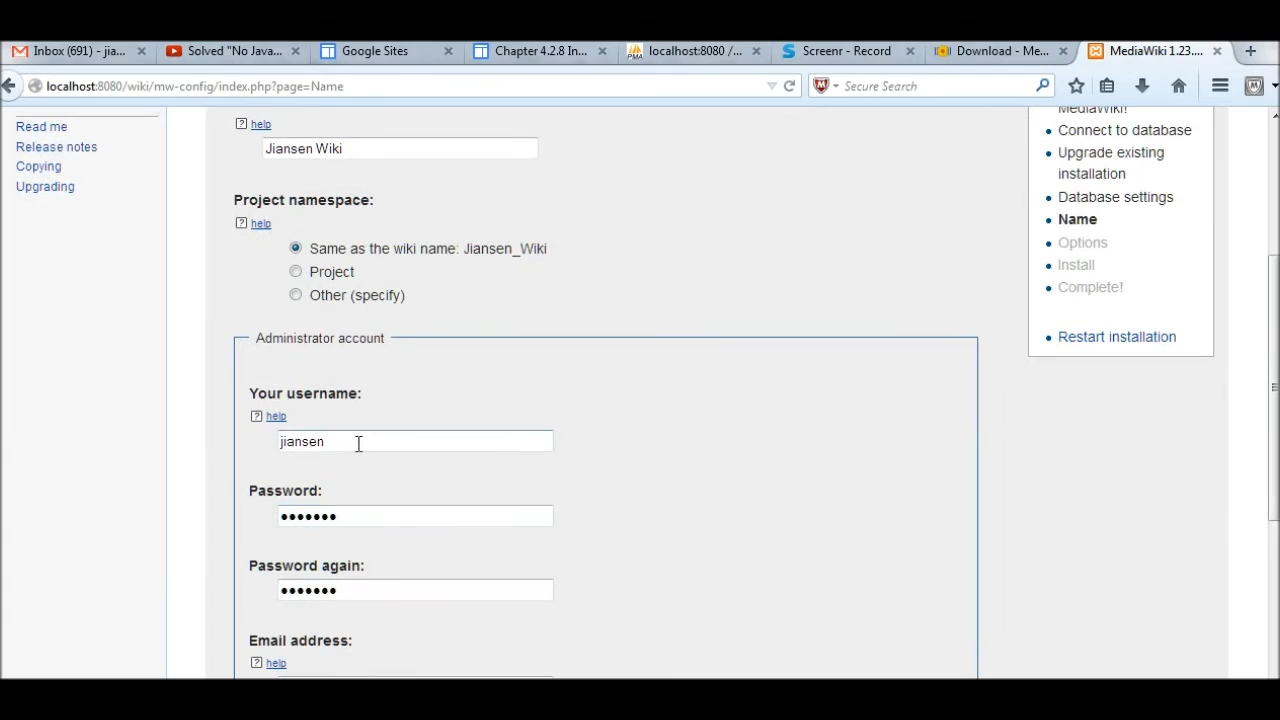 Inbox (691) - jia...
Solved "No Java...
Google Sites
Chapter 4.2.8 In...
localhost:8080 /...
Screenr - Record
Download - Me...
MediaWiki 1.23....
localhost:8080/wiki/mw-config/index.php?page=Name
Secure Search
Read me
Release notes
Copying
Upgrading
help
Jiansen Wiki
Project namespace:
help
Same as the wiki name: Jiansen_Wiki
Project
Other (specify)
Administrator account
Your username:
help
jiansen
Password:
•••••••
Password again:
•••••••
Email address:
help
MediaWiki!
Connect to database
Upgrade existing
installation
Database settings
Name
Options
Install
Complete!
Restart installation